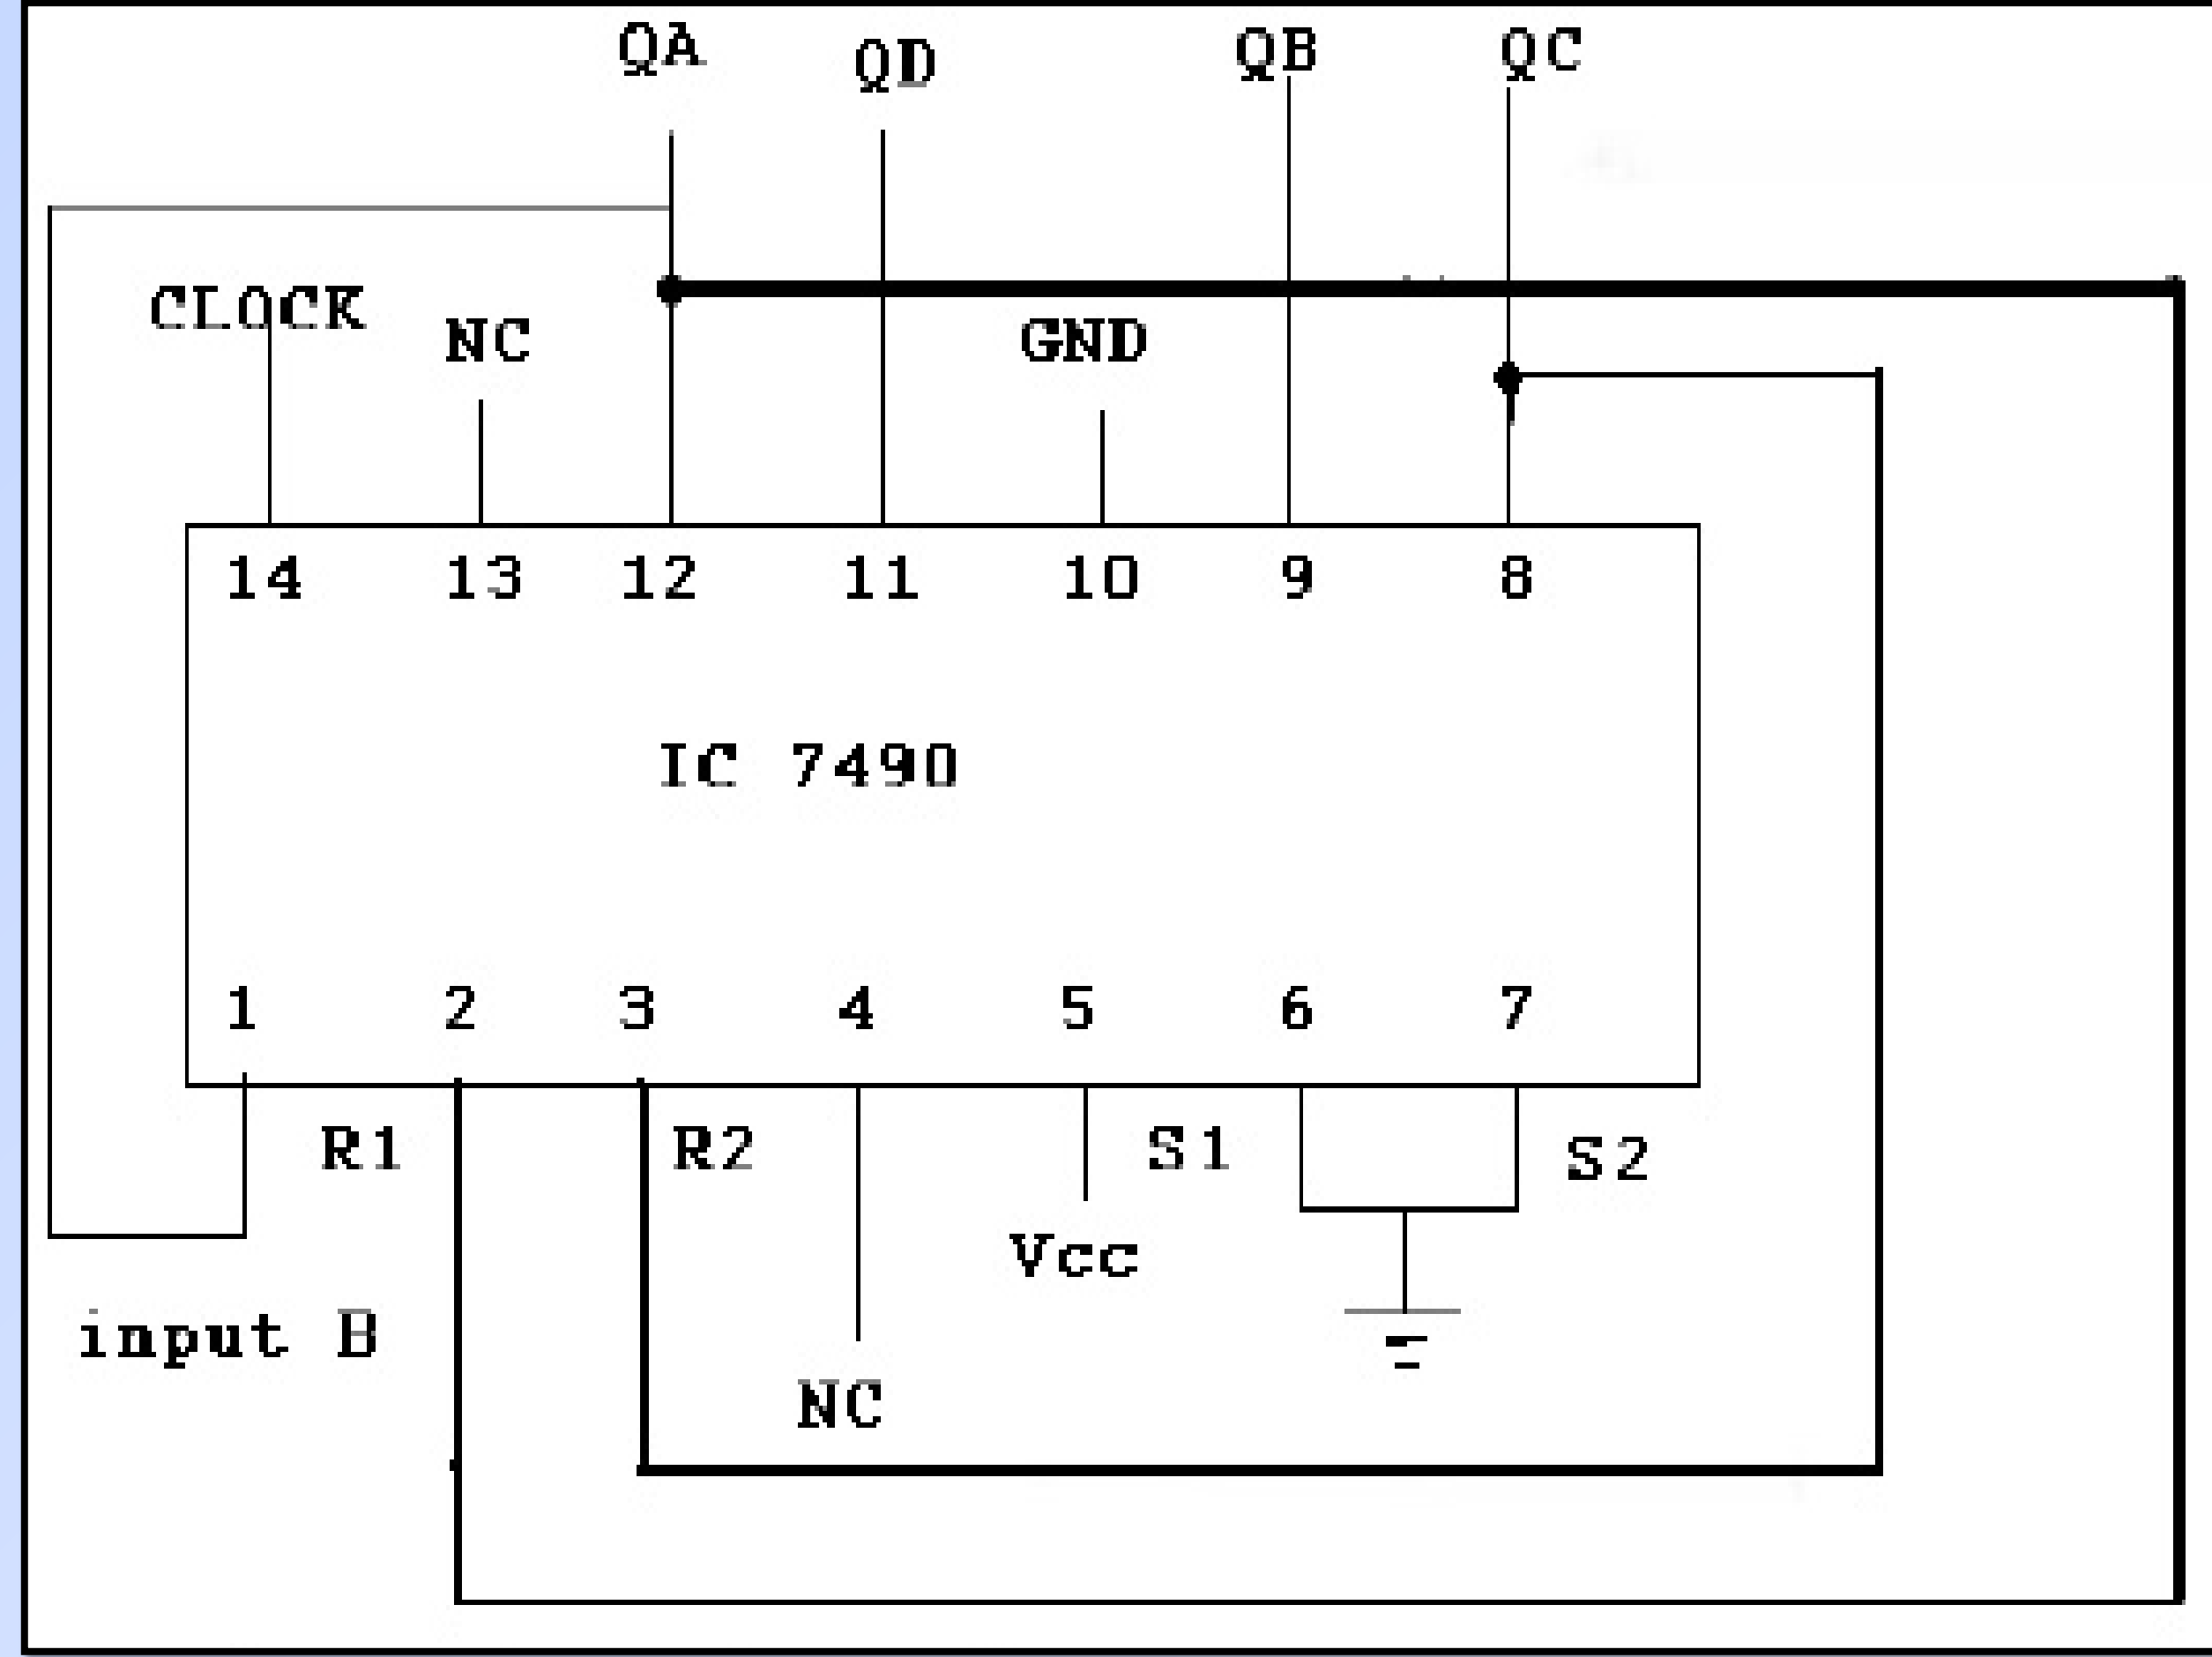 QA QD QB QC
CLOCK NC GND
14 13 12 11 10 9 8
IC 7490
1 2 3 4 5 6 7
R1 R2 S1 S2
Vcc
input B
NC